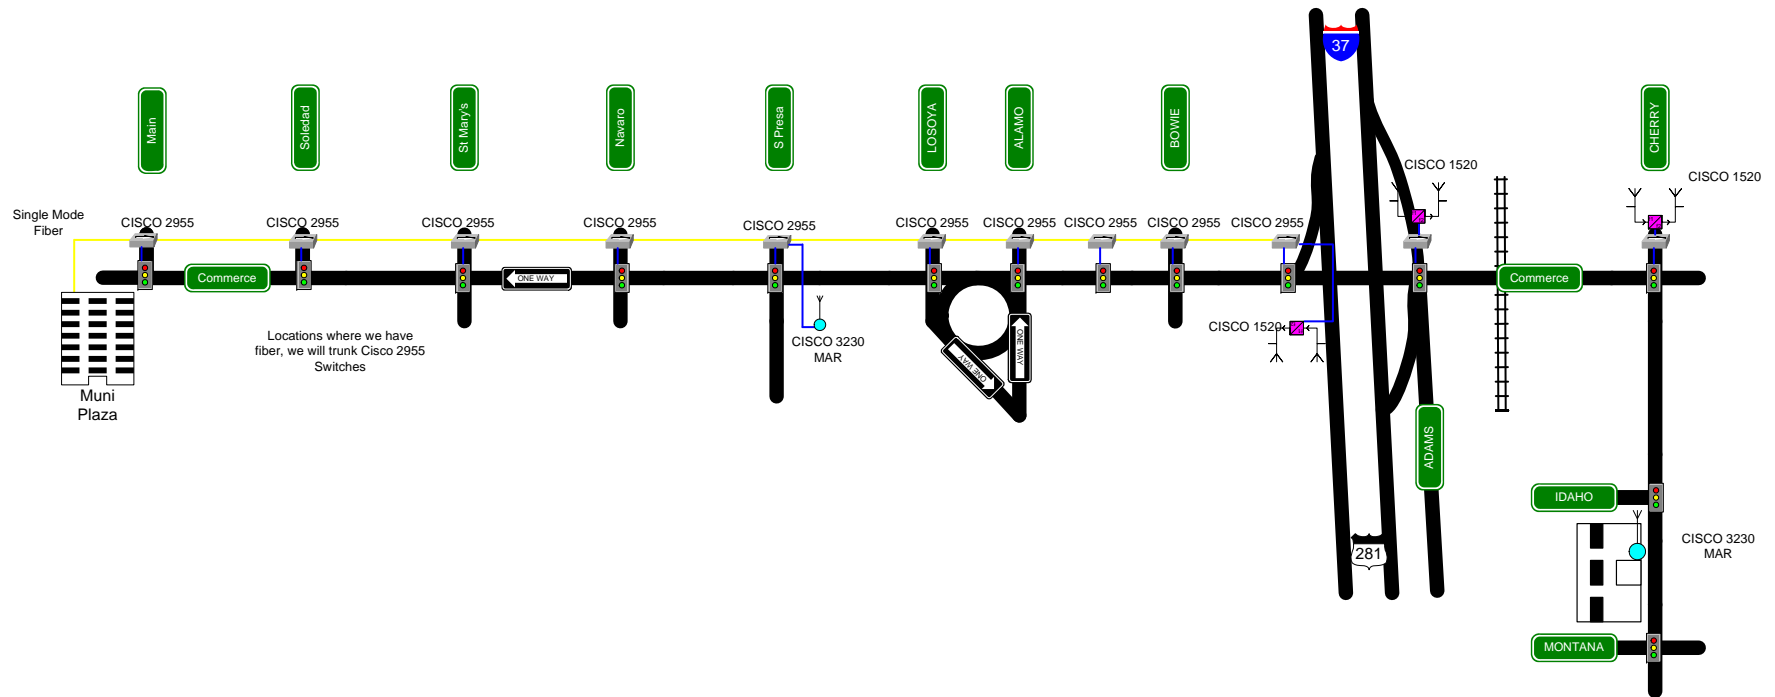 37
Main
Soledad
St Mary's
Navaro
S Presa
LOSOYA
ALAMO
BOWIE
CHERRY
CISCO 1520
CISCO 1520
Single Mode
Fiber
CISCO 2955
CISCO 2955
CISCO 2955
CISCO 2955
CISCO 2955
CISCO 2955
CISCO 2955
CISCO 2955
CISCO 2955
CISCO 2955
Commerce
ONE WAY
Commerce
Locations where we have
fiber, we will trunk Cisco 2955
Switches
CISCO 3230
MAR
CISCO 1520
ONE WAY
ONE WAY
Muni
Plaza
ADAMS
IDAHO
281
CISCO 3230
MAR
MONTANA